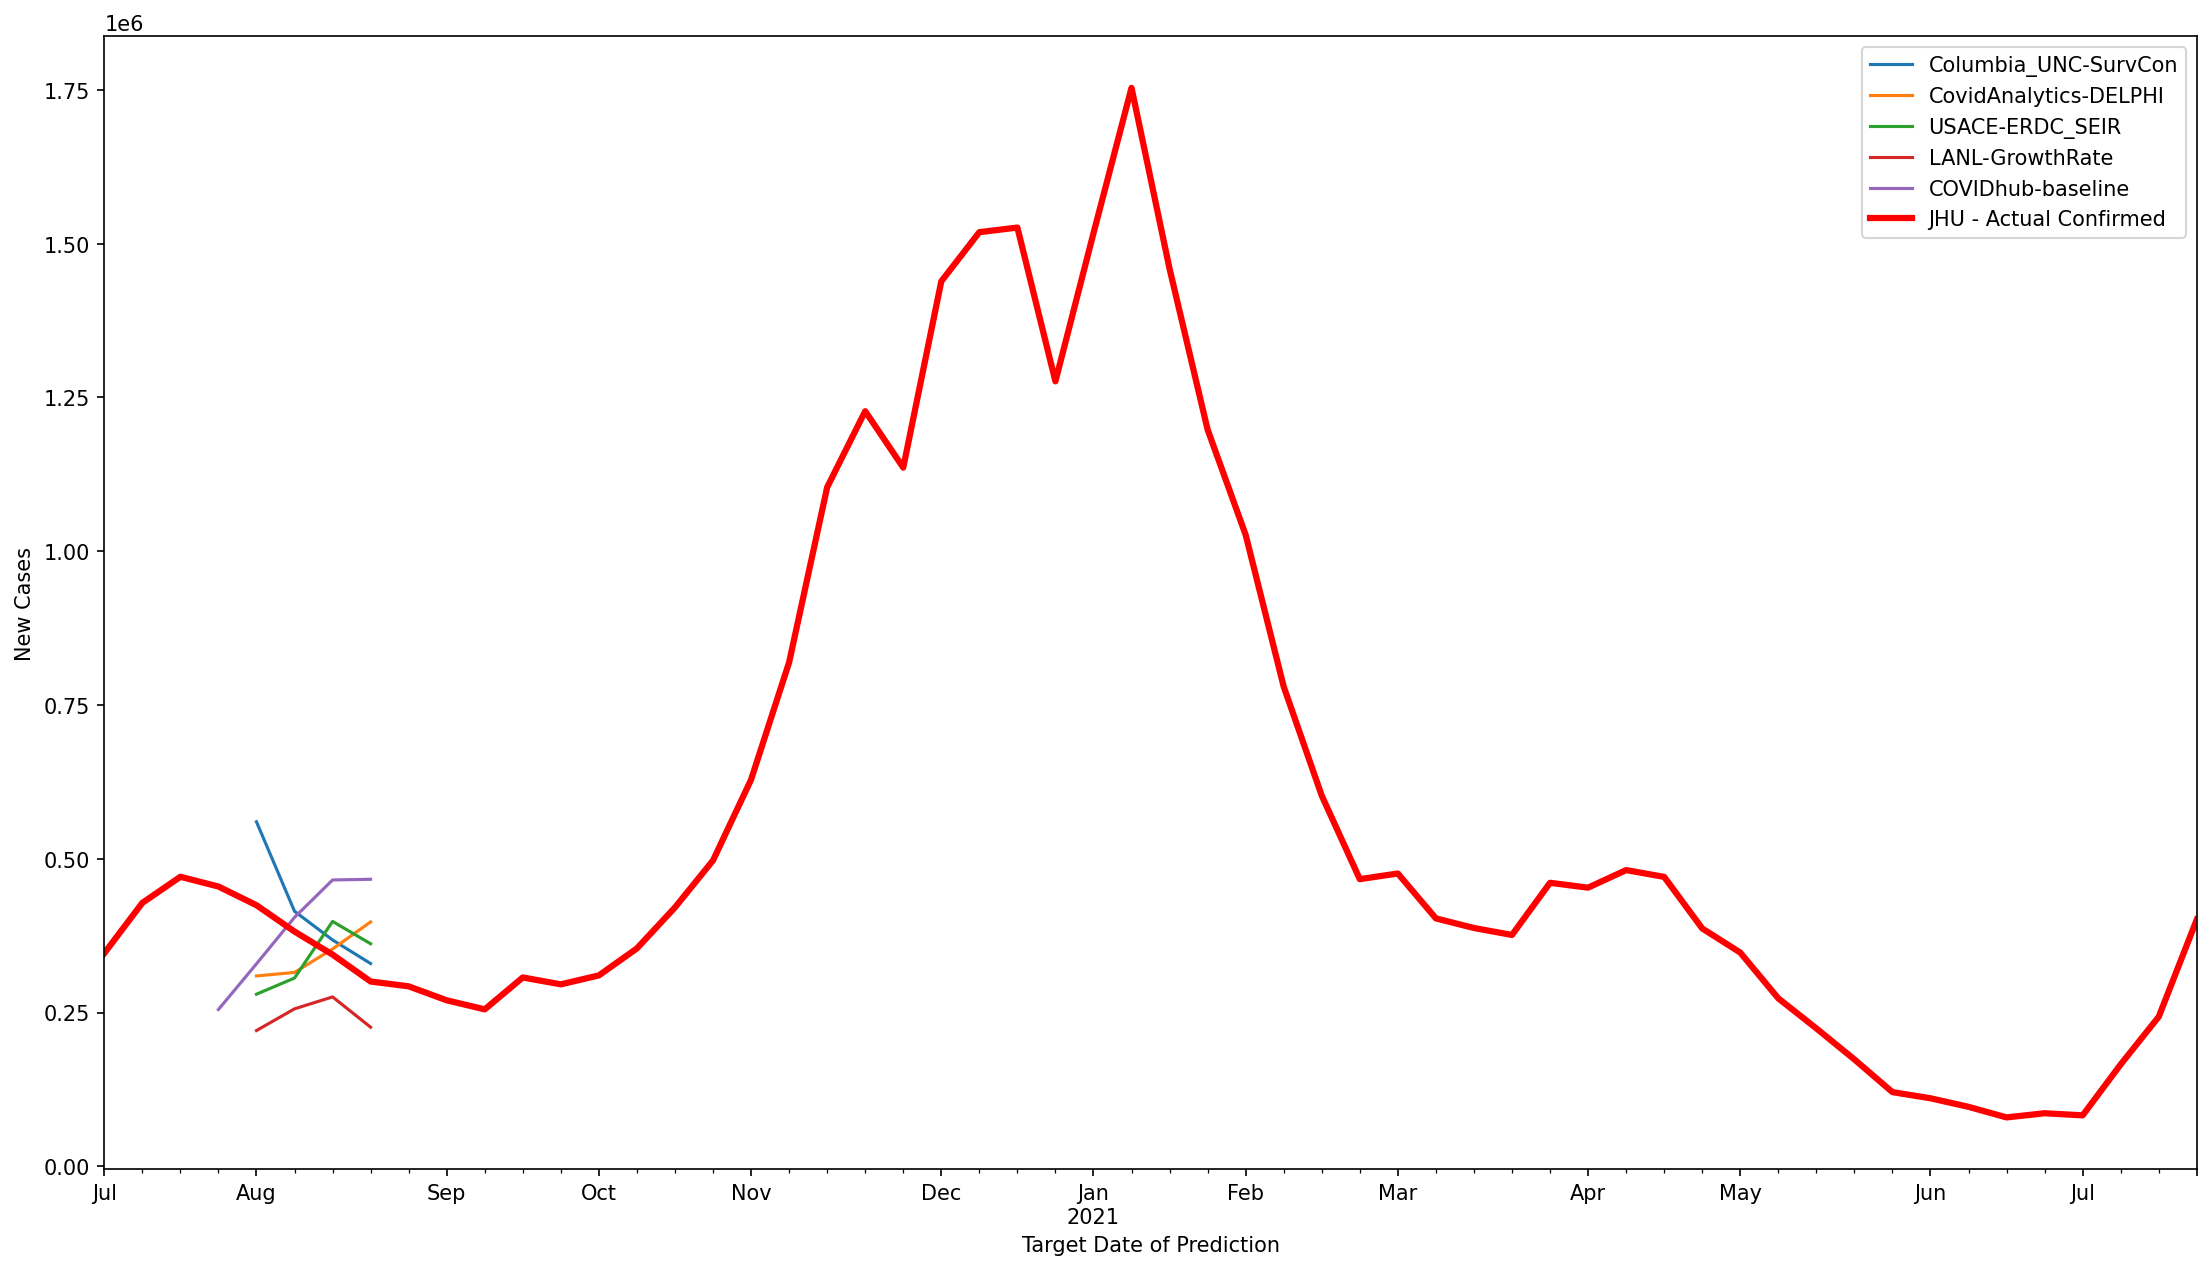 1e6
1.75
1.50
1.25
1.00
0.75
0.50
0.25
0.00
New Cases
Columbia_UNC-SurvCon
CovidAnalytics-DELPHI
USACE-ERDC_SEIR
LANL-GrowthRate
COVIDhub-baseline
JHU - Actual Confirmed
Jul Aug Sep Oct Nov Dec Jan Feb Mar Apr May Jun Jul
2021
Target Date of Prediction